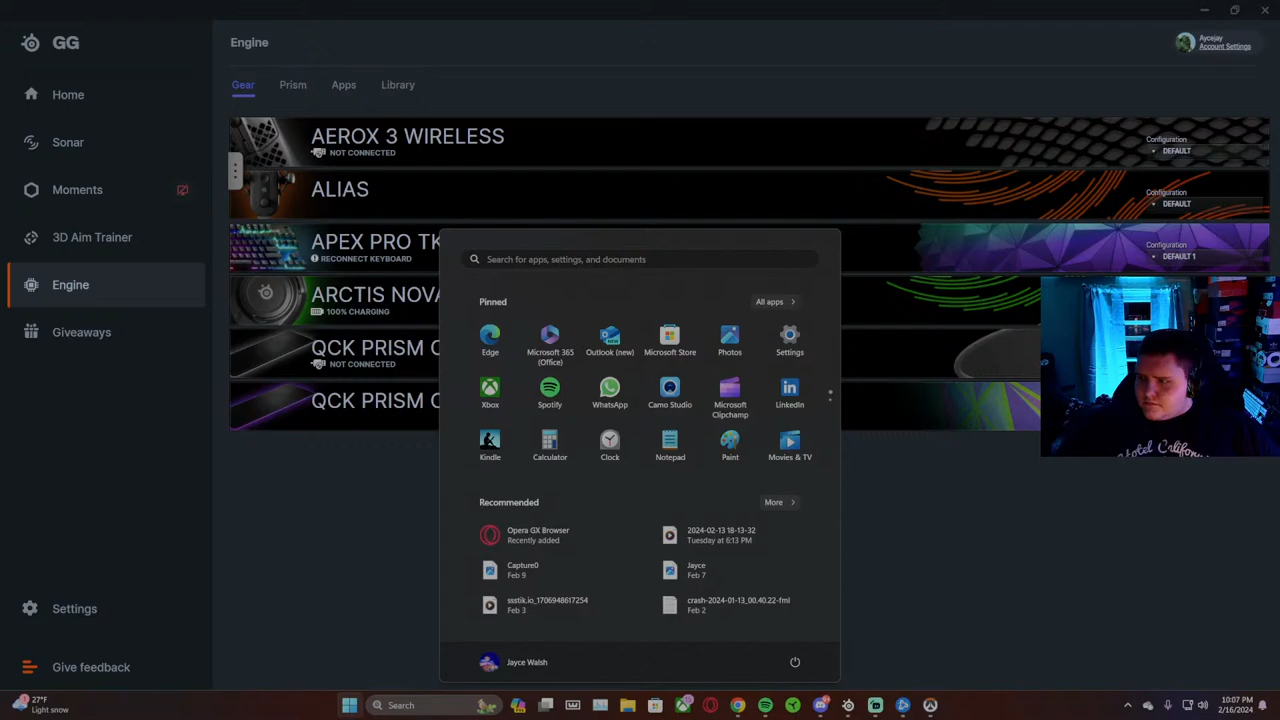 GG
Engine
Aycejay
Account Settings
Home
Sonar
Moments
3D Aim Trainer
Engine
Giveaways
Settings
Give feedback
Gear
Prism
Apps
Library
AEROX 3 WIRELESS
NOT CONNECTED
Configuration
DEFAULT
ALIAS
Configuration
DEFAULT
APEX PRO TK
RECONNECT KEYBOARD
Configuration
DEFAULT 1
ARCTIS NOVA
100% CHARGING
QCK PRISM C
NOT CONNECTED
QCK PRISM C
Search for apps, settings, and documents
Pinned
All apps
Edge
Microsoft 365
(Office)
Outlook (new)
Microsoft Store
Photos
Settings
Xbox
Spotify
WhatsApp
Camo Studio
Microsoft
Clipchamp
LinkedIn
Kindle
Calculator
Clock
Notepad
Paint
Movies & TV
Recommended
More
Opera GX Browser
Recently added
2024-02-13 18-13-32
Tuesday at 6:13 PM
Capture0
Feb 9
Jayce
Feb 7
ssstik.io_1706948617254
Feb 3
crash-2024-01-13_00.40.22-fml
Feb 2
Jayce Walsh
Hotel California
27°F
Light snow
Search
10:07 PM
2/16/2024